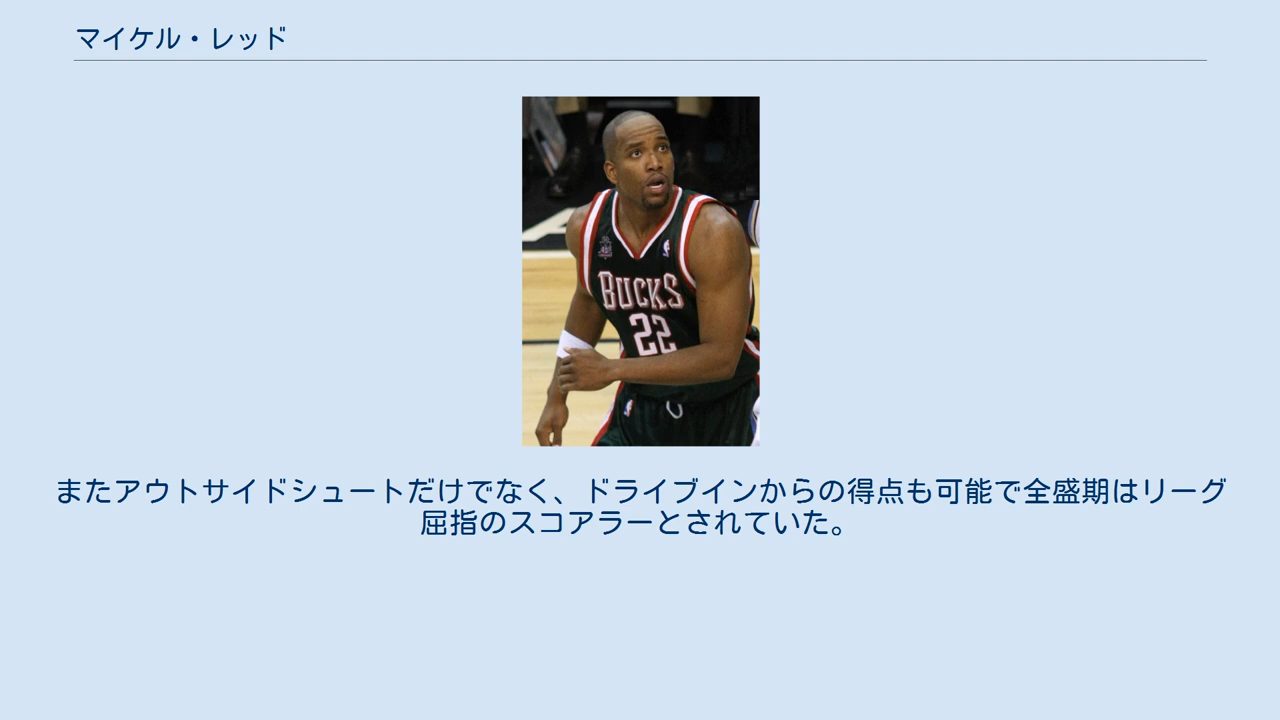 マイケル・レッド
BUCKS
22
またアウトサイドシュートだけでなく、ドライブインからの得点も可能で全盛期はリーグ
屈指のスコアラーとされていた。